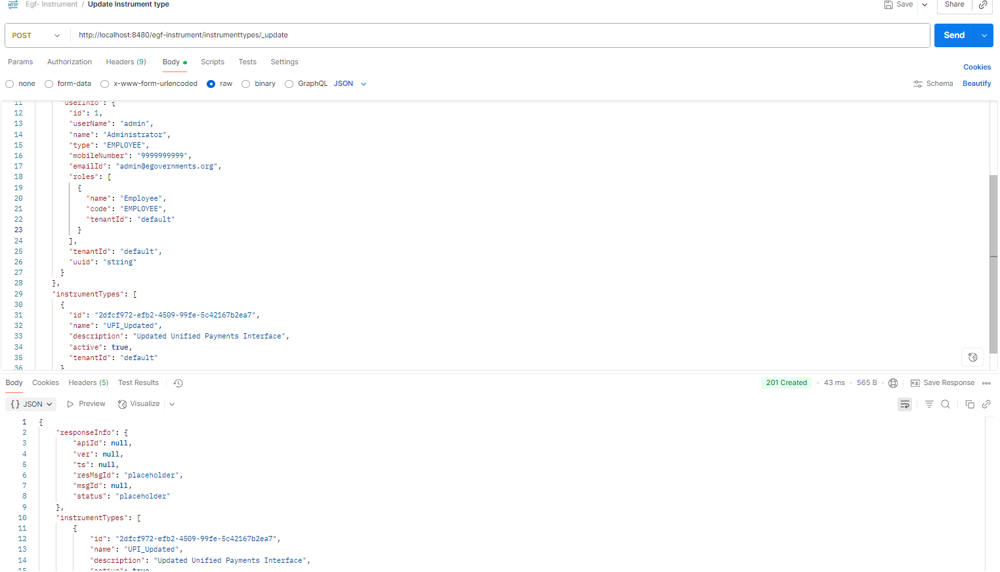 HTTP Egf- Instrument / Update Instrument type Save Share
POST http://localhost:8480/egf-instrument/instrumenttypes/_update Send
Params Authorization Headers (9) Body Scripts Tests Settings Cookies
none form-data x-www-form-urlencoded raw binary GraphQL JSON Schema Beautify
11 "userInfo": {
12 "id": 1,
13 "userName": "admin",
14 "name": "Administrator",
15 "type": "EMPLOYEE",
16 "mobileNumber": "9999999999",
17 "emailId": "admin@egovernments.org",
18 "roles": [
19 {
20 "name": "Employee",
21 "code": "EMPLOYEE",
22 "tenantId": "default"
23 }
24 ],
25 "tenantId": "default",
26 "uuid": "string"
27 }
28 },
29 "instrumentTypes": [
30 {
31 "id": "2dfcf972-efb2-4509-99fe-5c42167b2ea7",
32 "name": "UPI_Updated",
33 "description": "Updated Unified Payments Interface",
34 "active": true,
35 "tenantId": "default"
36 }
Body Cookies Headers (5) Test Results 201 Created 43 ms 565 B e.g. Save Response
{} JSON Preview Visualize
1 {
2 "responseInfo": {
3 "apiId": null,
4 "ver": null,
5 "ts": null,
6 "resMsgId": "placeholder",
7 "msgId": null,
8 "status": "placeholder"
9 },
10 "instrumentTypes": [
11 {
12 "id": "2dfcf972-efb2-4509-99fe-5c42167b2ea7",
13 "name": "UPI_Updated",
14 "description": "Updated Unified Payments Interface",
15 "active": true,